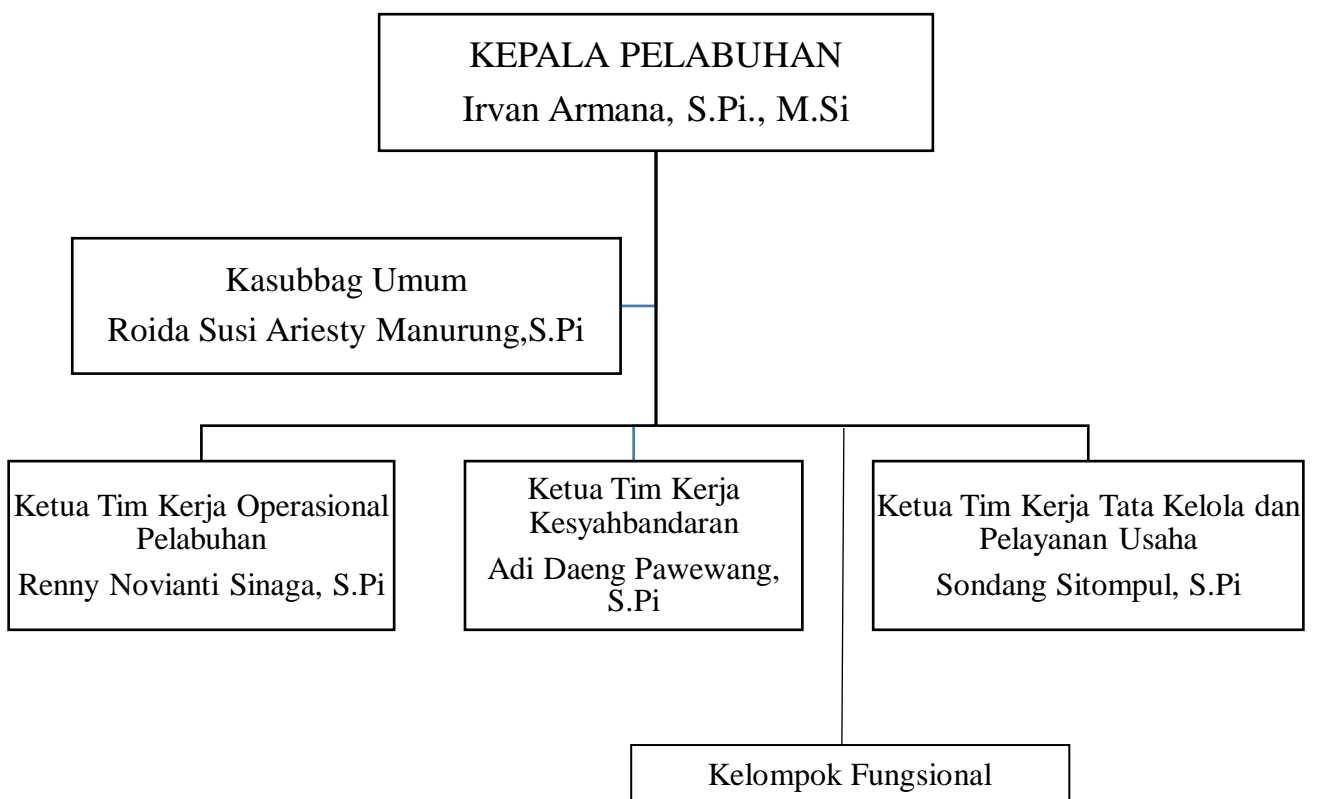 KEPALA PELABUHAN
Irvan Armana, S.Pi., M.Si
Kasubbag Umum
Roida Susi Ariesty Manurung,S.Pi
Ketua Tim Kerja Operasional
Pelabuhan
Renny Novianti Sinaga, S.Pi
Ketua Tim Kerja
Kesyahbandaran
Adi Daeng Pawewang,
S.Pi
Ketua Tim Kerja Tata Kelola dan
Pelayanan Usaha
Sondang Sitompul, S.Pi
Kelompok Fungsional